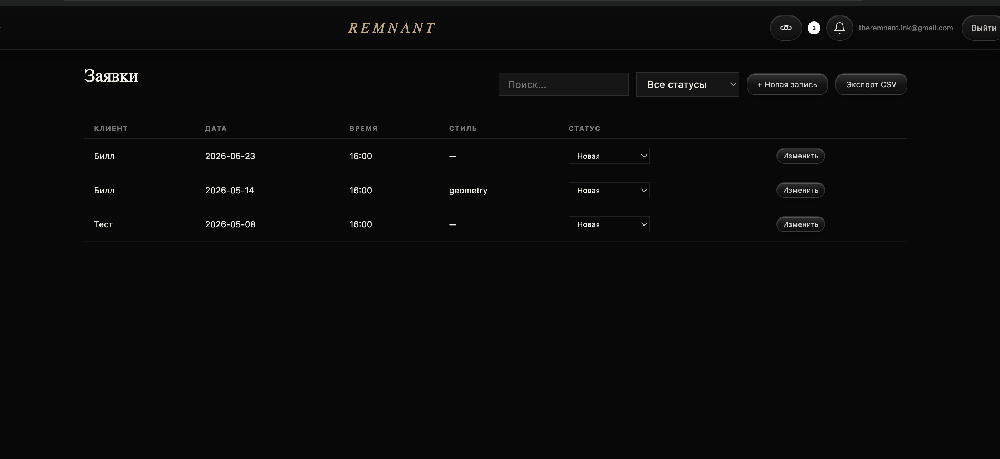 REMNANT
3
theremnant.ink@gmail.com
Выйти
Заявки
Поиск...
Все статусы
+ Новая запись
Экспорт CSV
КЛИЕНТ ДАТА ВРЕМЯ СТИЛЬ СТАТУС
Билл 2026-05-23 16:00 — Новая Изменить
Билл 2026-05-14 16:00 geometry Новая Изменить
Тест 2026-05-08 16:00 — Новая Изменить